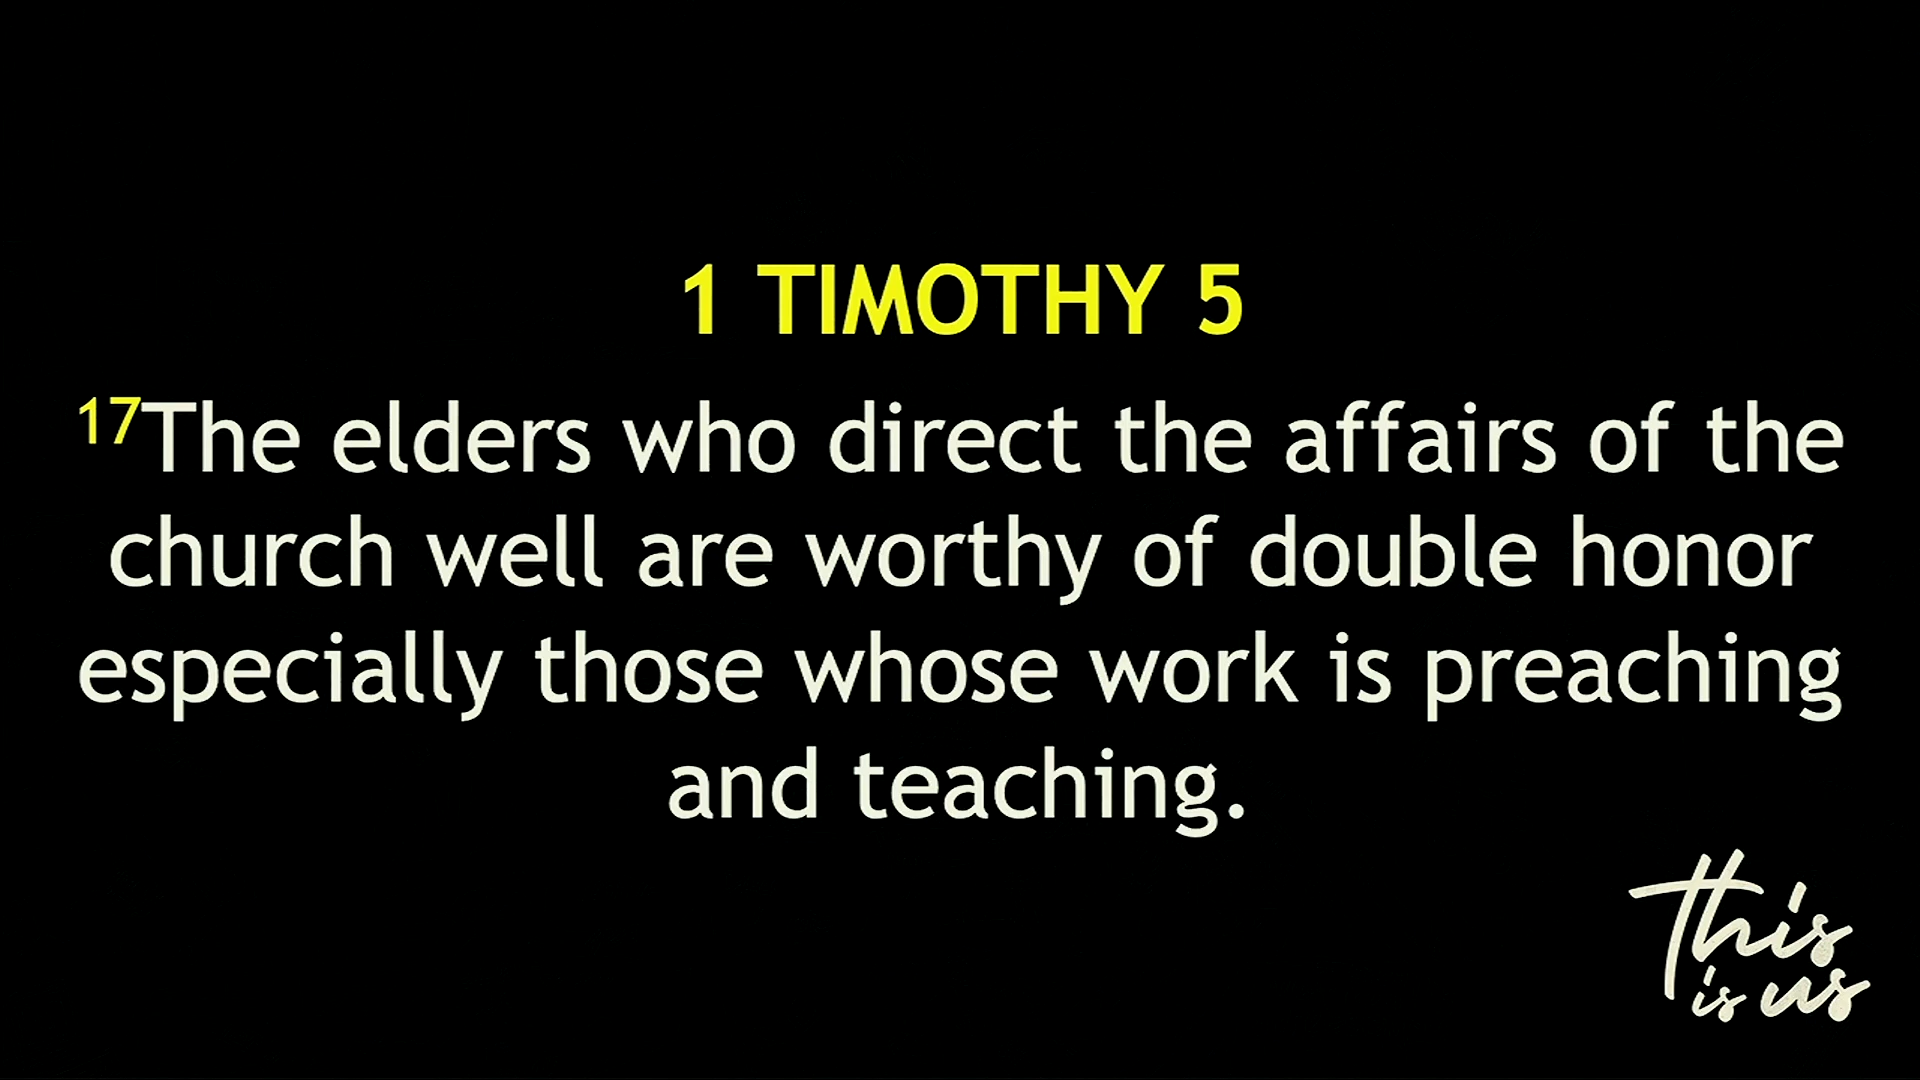 1 TIMOTHY 5
17The elders who direct the affairs of the
church well are worthy of double honor
especially those whose work is preaching
and teaching.
this
is us